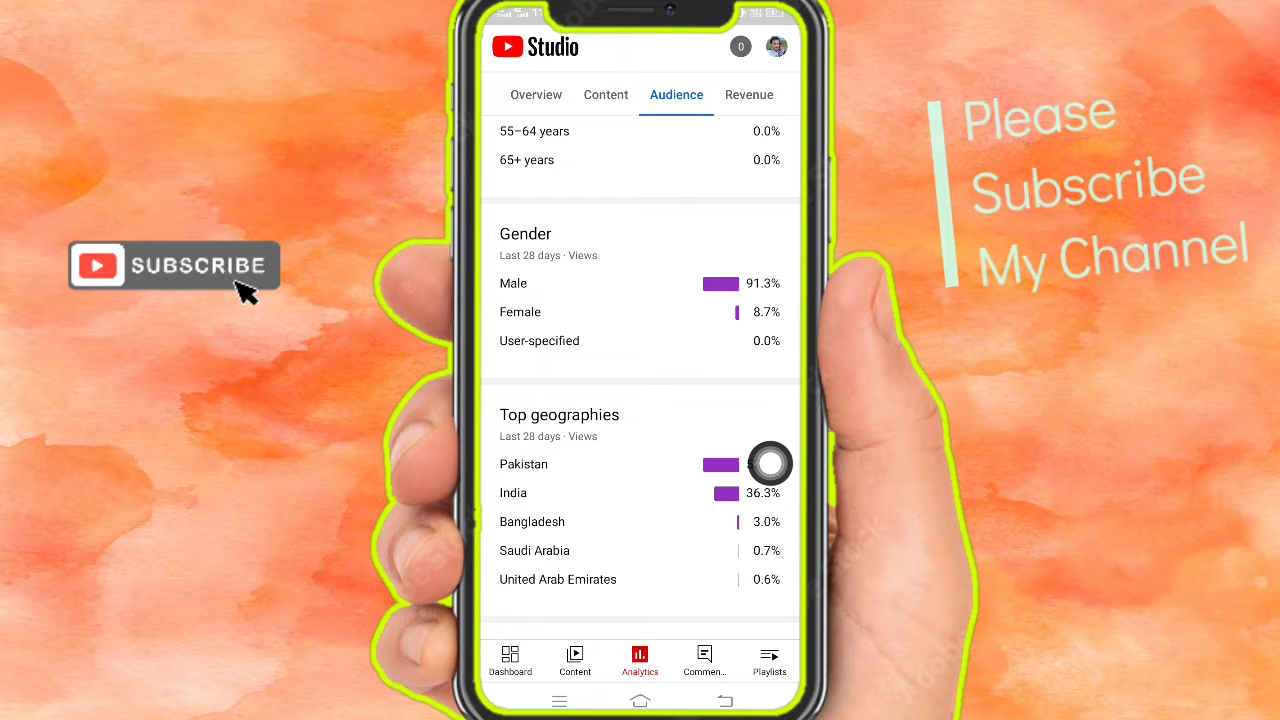 Studio
0
Overview Content Audience Revenue
55–64 years 0.0%
65+ years 0.0%
Gender
Last 28 days · Views
Male 91.3%
Female 8.7%
User-specified 0.0%
Top geographies
Last 28 days · Views
Pakistan
India 36.3%
Bangladesh 3.0%
Saudi Arabia 0.7%
United Arab Emirates 0.6%
Dashboard Content Analytics Commen... Playlists
SUBSCRIBE
Please
Subscribe
My Channel